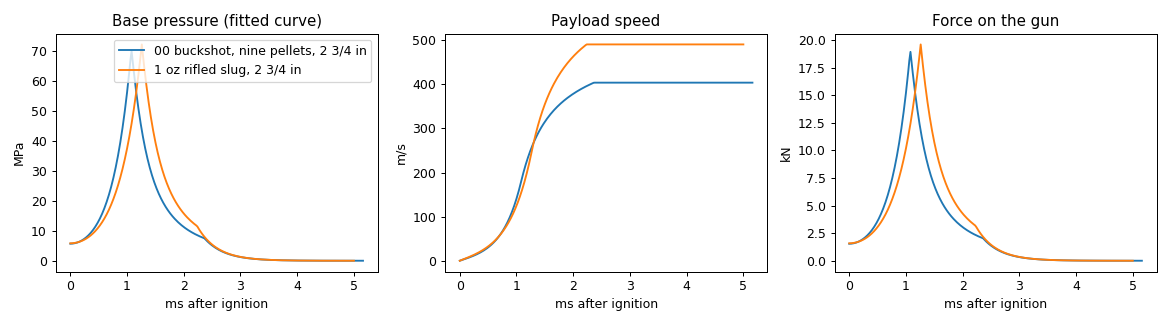 Base pressure (fitted curve)
MPa
70
60
50
40
30
20
10
0
00 buckshot, nine pellets, 2 3/4 in
1 oz rifled slug, 2 3/4 in
0 1 2 3 4 5
ms after ignition
Payload speed
m/s
500
400
300
200
100
0
0 1 2 3 4 5
ms after ignition
Force on the gun
kN
20.0
17.5
15.0
12.5
10.0
7.5
5.0
2.5
0.0
0 1 2 3 4 5
ms after ignition